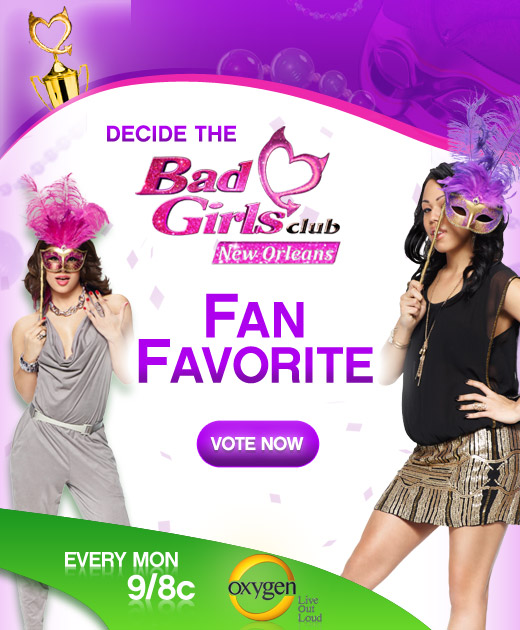 DECIDE THE
Bad
Girls club
New Orleans
FAN
FAVORITE
VOTE NOW
EVERY MON
9/8c
oxygen
Live
Out
Loud